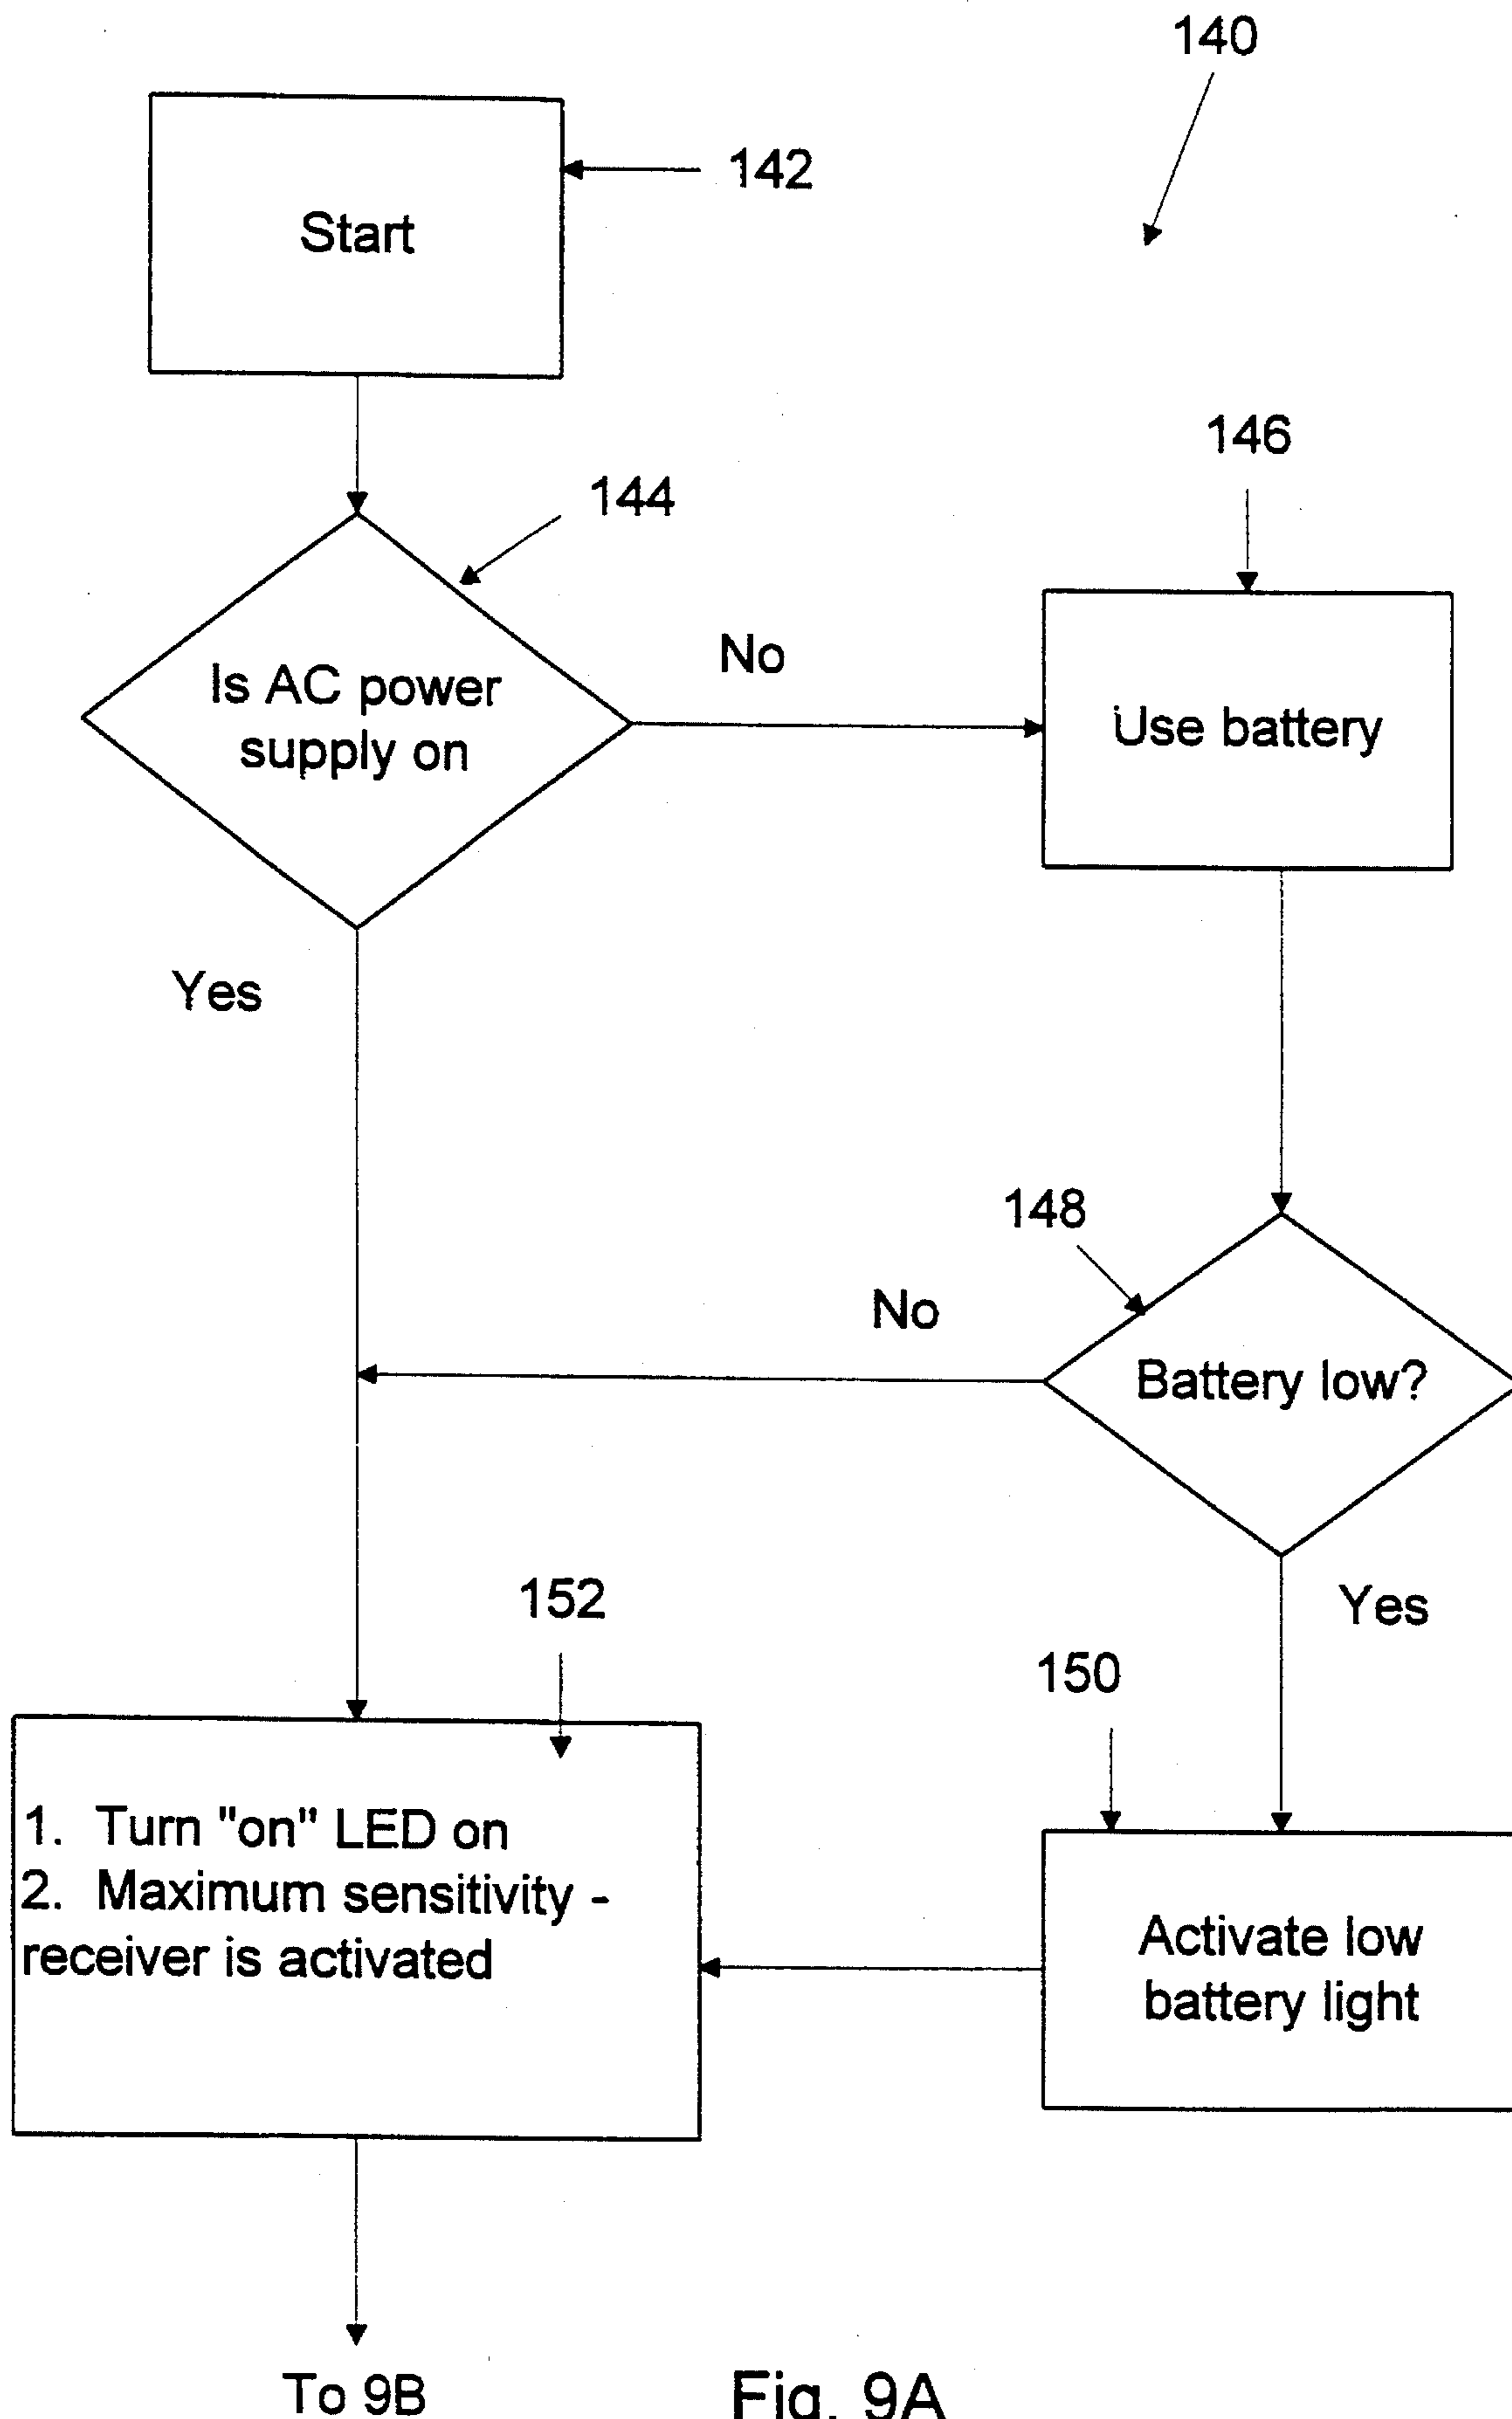 140
142
Start
144
146
Is AC power
supply on
No
Use battery
Yes
148
No
Battery low?
152
Yes
150
1. Turn "on" LED on
2. Maximum sensitivity -
receiver is activated
Activate low
battery light
To 9B
Fig. 9A